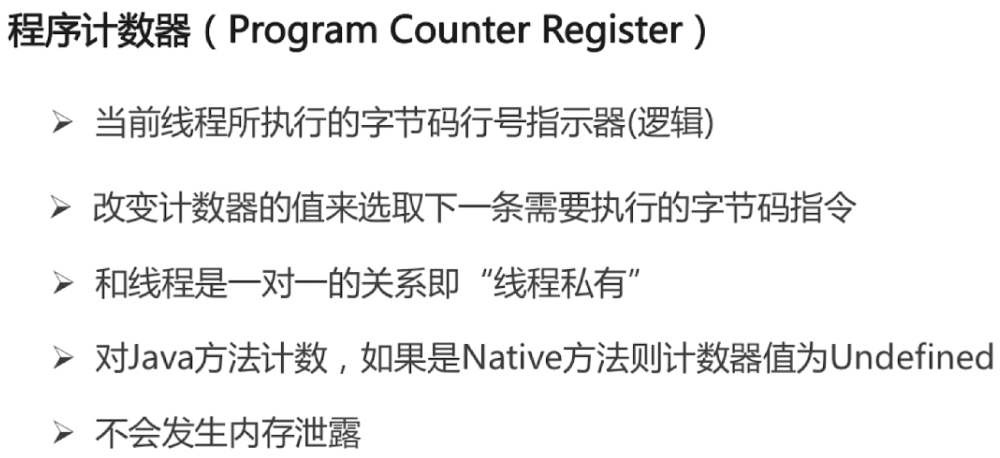 程序计数器（Program Counter Register）
当前线程所执行的字节码行号指示器(逻辑)
改变计数器的值来选取下一条需要执行的字节码指令
和线程是一对一的关系即“线程私有”
对Java方法计数，如果是Native方法则计数器值为Undefined
不会发生内存泄露